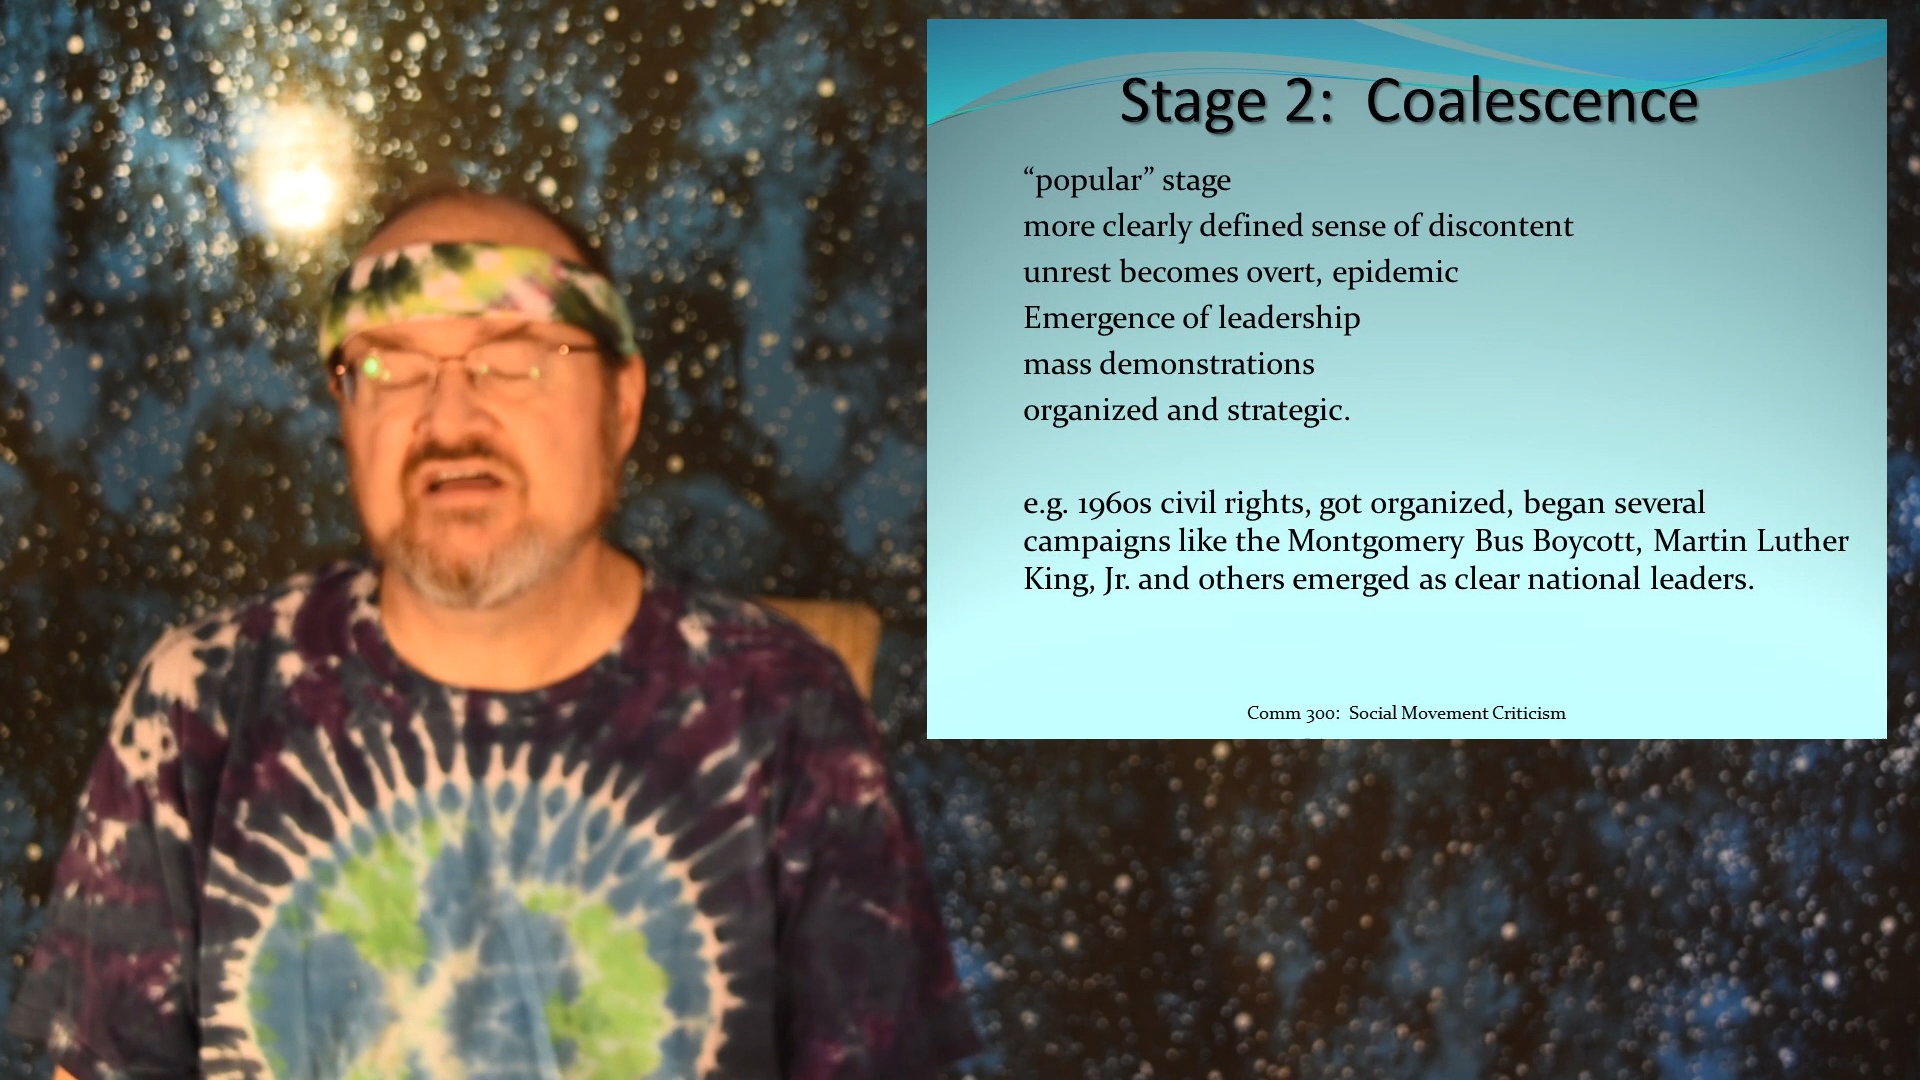 Stage 2:  Coalescence
“popular” stage
more clearly defined sense of discontent
unrest becomes overt, epidemic
Emergence of leadership
mass demonstrations
organized and strategic.
e.g. 1960s civil rights, got organized, began several
campaigns like the Montgomery Bus Boycott, Martin Luther
King, Jr. and others emerged as clear national leaders.
Comm 300:  Social Movement Criticism